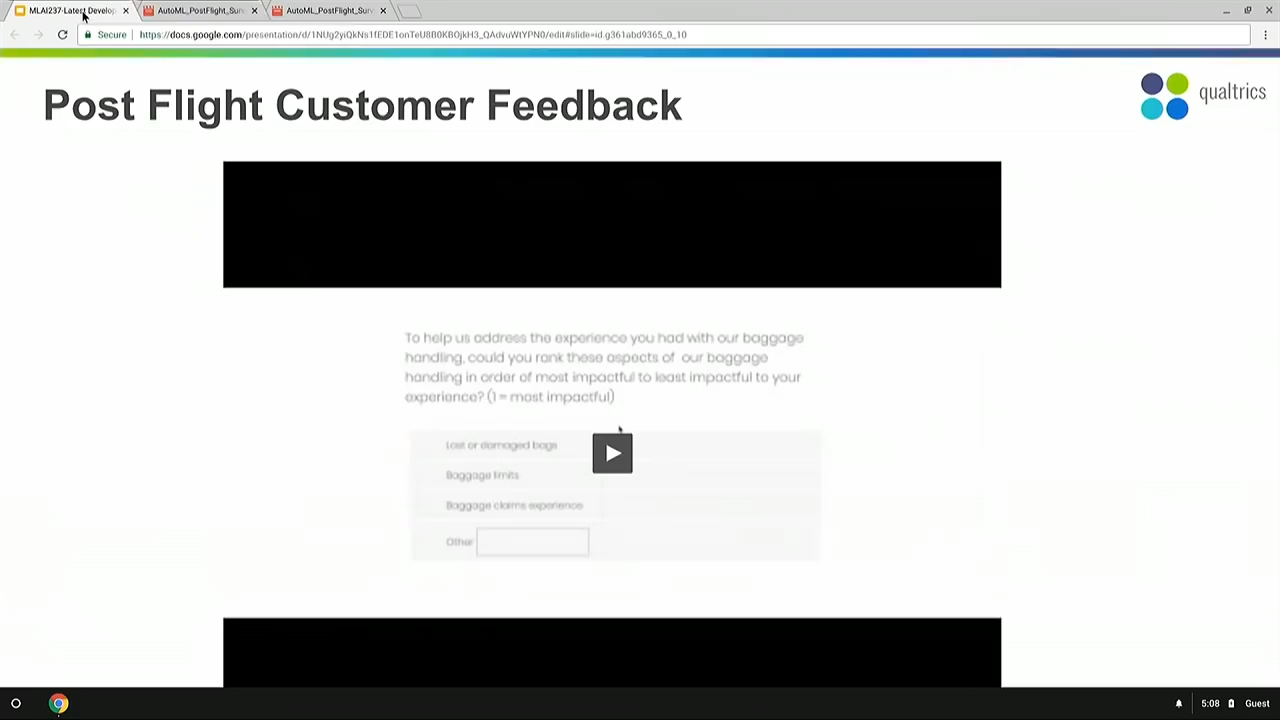 MLAI237-Latest Develop
AutoML_PostFlight_Surv
AutoML_PostFlight_Surv
Secure
https://docs.google.com/presentation/d/1NUg2yiQkNs1fEDE1onTeU8B0KBOjkH3_QAdvuWtYPN0/edit#slide=id.g361abd9365_0_10
Post Flight Customer Feedback
qualtrics
To help us address the experience you had with our baggage
handling, could you rank these aspects of our baggage
handling in order of most impactful to least impactful to your
experience? (1 = most impactful)
Lost or damaged bags
Baggage limits
Baggage claims experience
Other
5:08
Guest